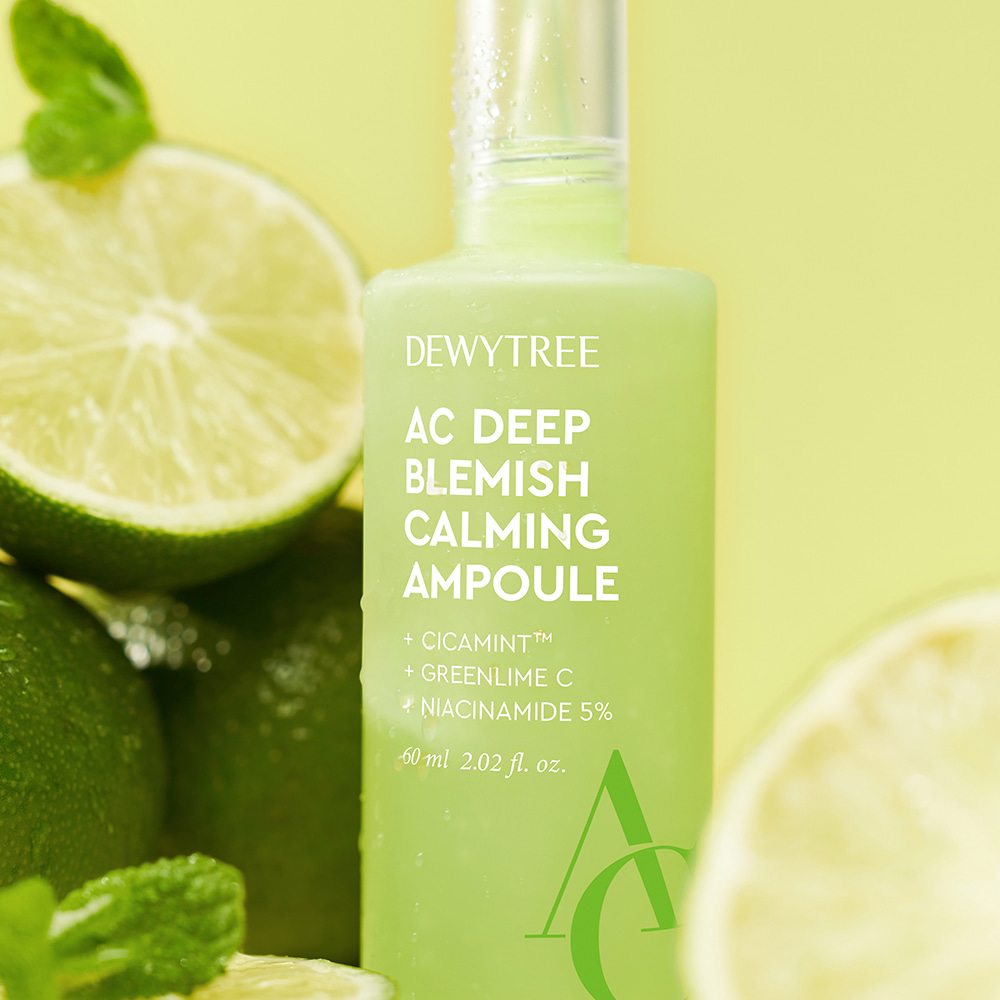 DEWYTREE
AC DEEP
BLEMISH
CALMING
AMPOULE
+ CICAMINT™
+ GREENLIME C
+ NIACINAMIDE 5%
60 ml 2.02 fl. oz.
AC